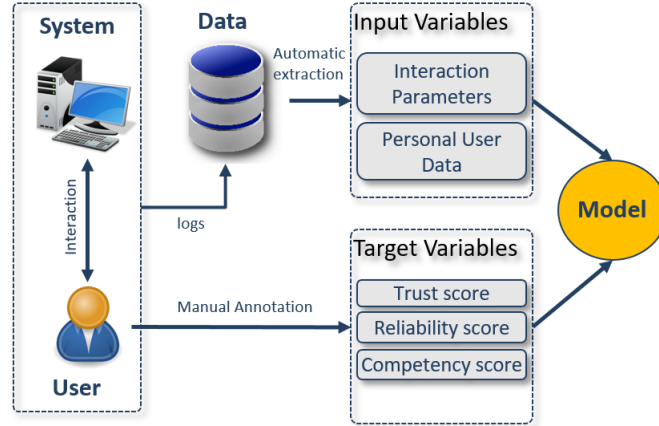 System
Data
Input Variables
Automatic
extraction
Interaction
Parameters
Personal User
Data
Interaction
logs
Model
Target Variables
Manual Annotation
Trust score
Reliability score
Competency score
User